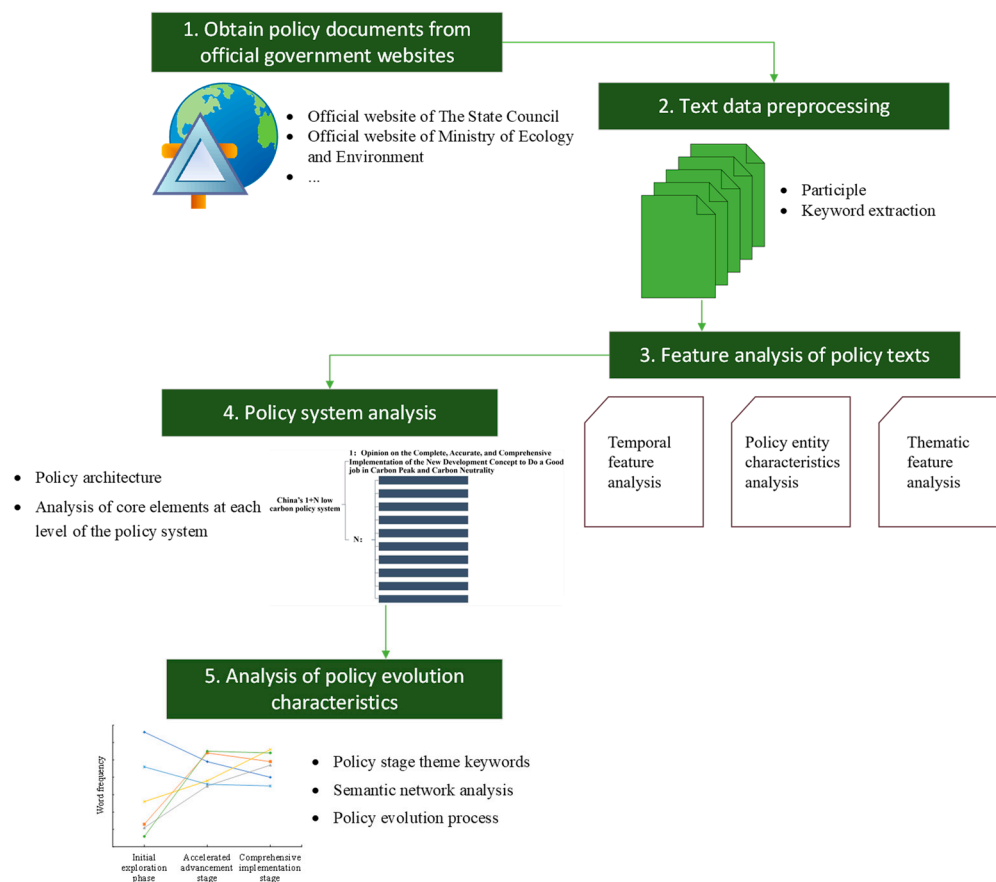 1. Obtain policy documents from
official government websites
• Official website of The State Council
• Official website of Ministry of Ecology
and Environment
• ...
2. Text data preprocessing
• Participle
• Keyword extraction
3. Feature analysis of policy texts
Temporal
feature
analysis
Policy entity
characteristics
analysis
Thematic
feature
analysis
4. Policy system analysis
• Policy architecture
• Analysis of core elements at each
level of the policy system
China's 1+N low
carbon policy system
1: Opinion on the Complete, Accurate, and Comprehensive
Implementation of the New Development Concept to Do a Good
job in Carbon Peak and Carbon Neutrality
N:
5. Analysis of policy evolution
characteristics
Word frequency
Initial
exploration
phase
Accelerated
advancement
stage
Comprehensive
implementation
stage
• Policy stage theme keywords
• Semantic network analysis
• Policy evolution process